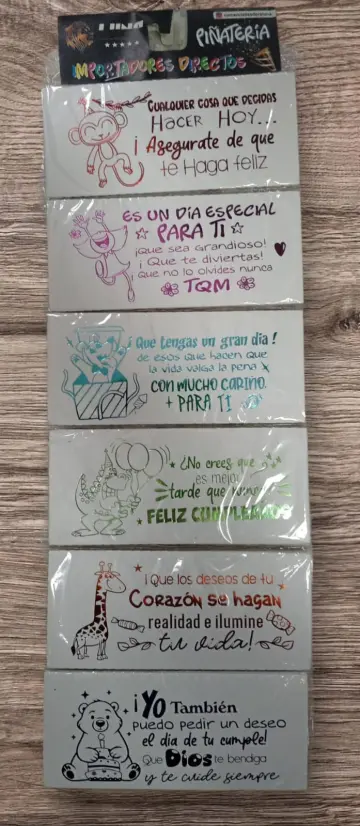 PIÑATERÍA
IMPORTADORES DIRECTOS
CUALQUIER COSA QUE DECIDAS
HACER HOY...
¡Asegurate de que
te Haga feliz
ES UN DÍA ESPECIAL
PARA TI
¡Que sea grandioso!
¡Que te diviertas!
¡Que no lo olvides nunca
TQM
Que tengas un gran día!
de esos que hacen que
la vida valga la pena
CON MUCHO CARIÑO
PARA TI
¿No crees que
es mejor
tarde que nunca
FELIZ CUMPLEAÑOS
¡Que los deseos de tu
Corazón se hagan
realidad e ilumine
tu vida!
¡Yo También
puedo pedir un deseo
el día de tu cumple!
Que Dios te bendiga
y te cuide siempre